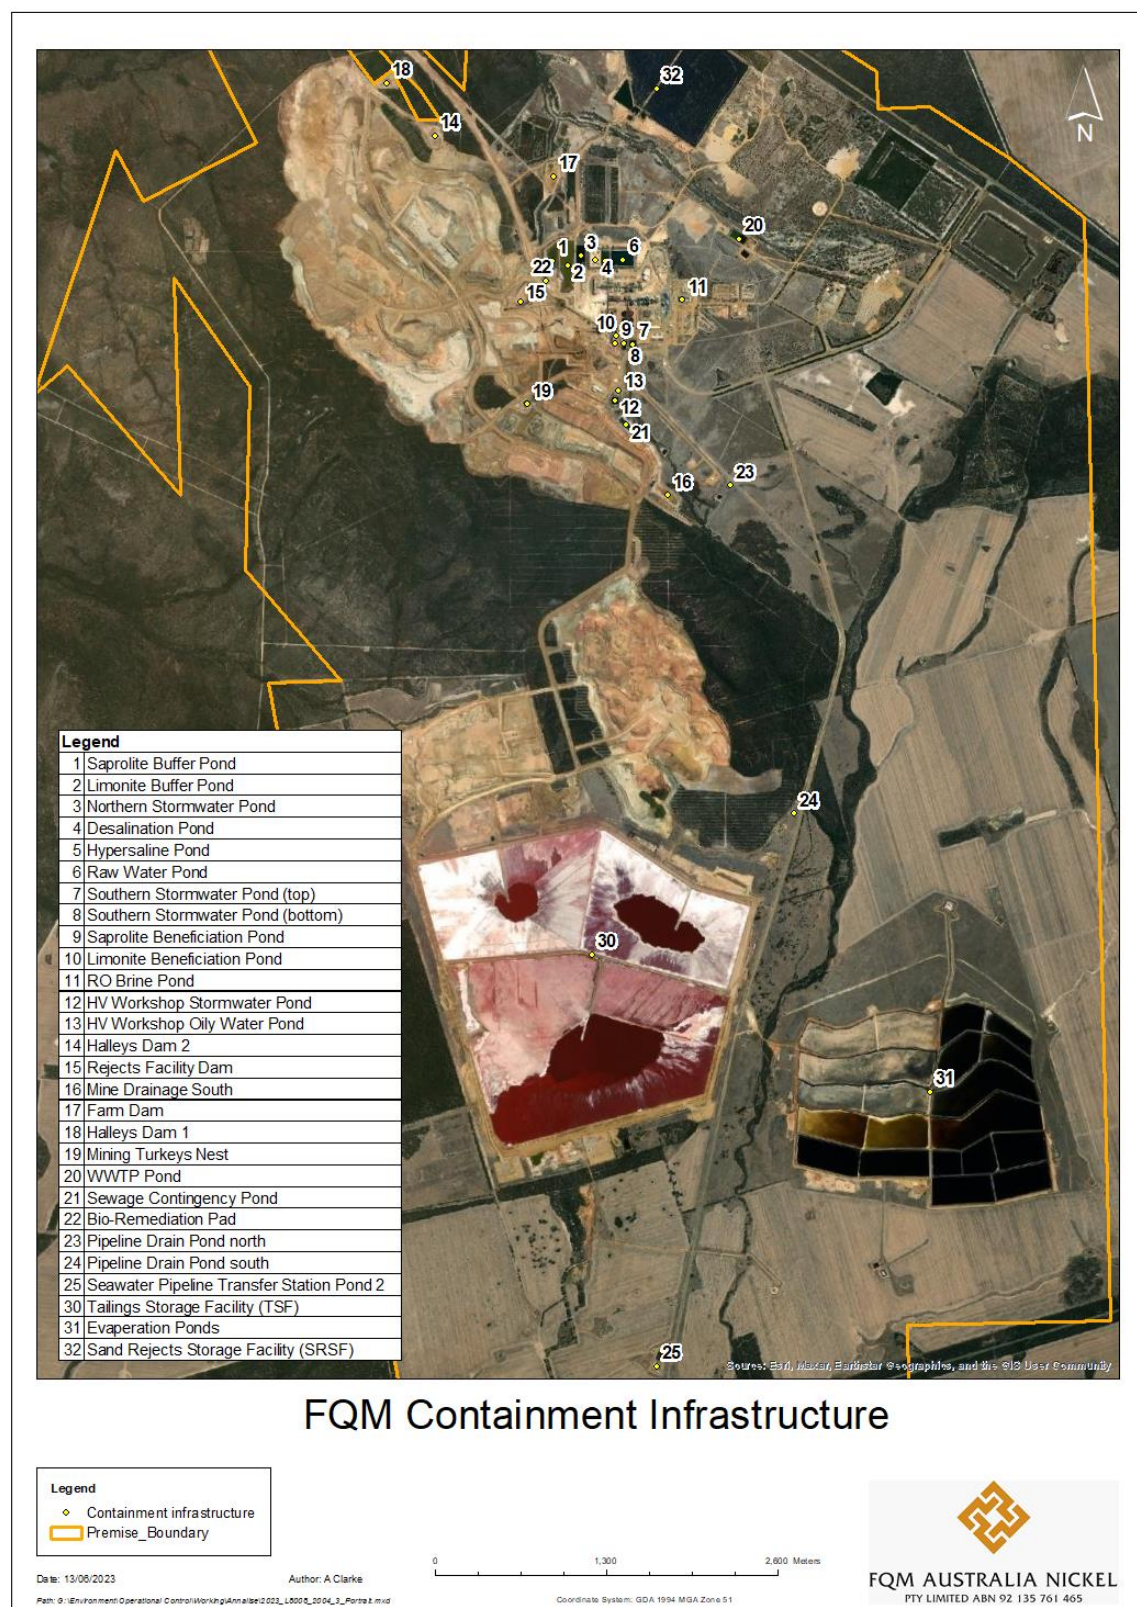 18
32
14
N
17
20
1
3
6
22
2
4
11
15
10
9
7
8
13
19
12
21
23
16
Legend
1 Saprolite Buffer Pond
2 Limonite Buffer Pond
3 Northern Stormwater Pond
4 Desalination Pond
5 Hypersaline Pond
6 Raw Water Pond
7 Southern Stormwater Pond (top)
8 Southern Stormwater Pond (bottom)
9 Saprolite Beneficiation Pond
10 Limonite Beneficiation Pond
11 RO Brine Pond
12 HV Workshop Stormwater Pond
13 HV Workshop Oily Water Pond
14 Halleys Dam 2
15 Rejects Facility Dam
16 Mine Drainage South
17 Farm Dam
18 Halleys Dam 1
19 Mining Turkeys Nest
20 WWTP Pond
21 Sewage Contingency Pond
22 Bio-Remediation Pad
23 Pipeline Drain Pond north
24 Pipeline Drain Pond south
25 Seawater Pipeline Transfer Station Pond 2
30 Tailings Storage Facility (TSF)
31 Evaperation Ponds
32 Sand Rejects Storage Facility (SRSF)
24
30
31
25
Source: Esri, Maxar, Earthstar Geographics, and the GIS User Community
FQM Containment Infrastructure
Legend
Containment infrastructure
Premise_Boundary
Date: 13/06/2023
Author: A Clarke
0 1,300 2,600 Meters
Coordinate System: GDA 1994 MGA Zone 51
FQM AUSTRALIA NICKEL
PTY LIMITED ABN 92 135 761 465